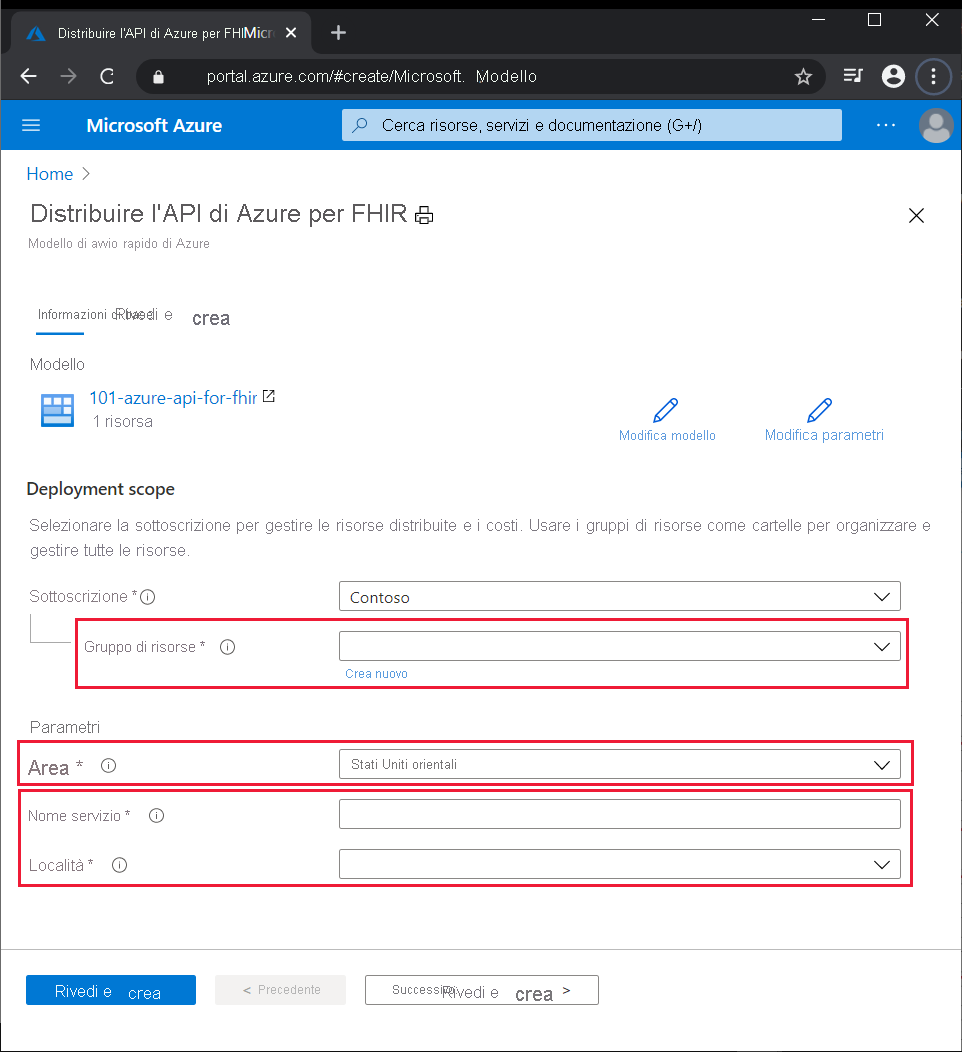 Distribuire l'API di Azure per FHIR Micr
portal.azure.com/#create/Microsoft. Modello
Microsoft Azure
Cerca risorse, servizi e documentazione (G+/)
Home
Distribuire l'API di Azure per FHIR
Modello di avvio rapido di Azure
Informazioni di base Rivedi e crea
Modello
101-azure-api-for-fhir
1 risorsa
Modifica modello
Modifica parametri
Deployment scope
Selezionare la sottoscrizione per gestire le risorse distribuite e i costi. Usare i gruppi di risorse come cartelle per organizzare e
gestire tutte le risorse.
Sottoscrizione *
Contoso
Gruppo di risorse *
Crea nuovo
Parametri
Area *
Stati Uniti orientali
Nome servizio *
Località *
Rivedi e crea
< Precedente
Rivedi e crea >